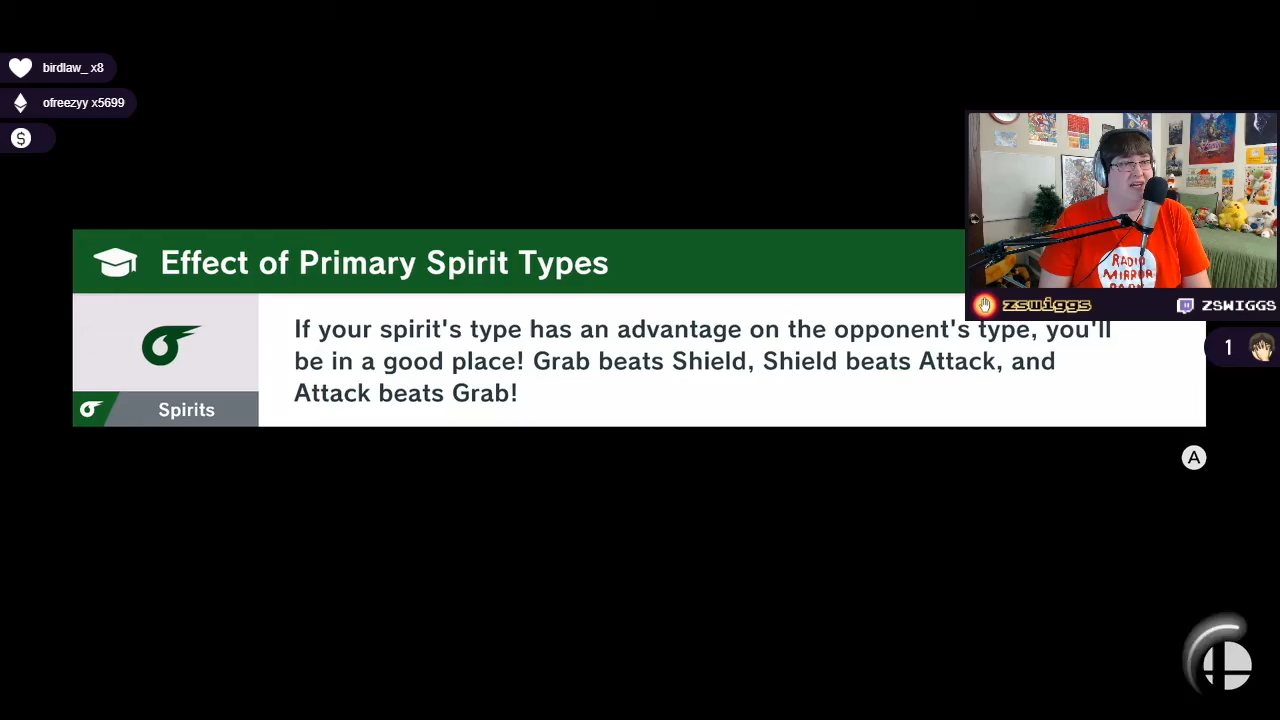 birdlaw_ x8
ofreezyy x5699
$
Effect of Primary Spirit Types
If your spirit's type has an advantage on the opponent's type, you'll
be in a good place! Grab beats Shield, Shield beats Attack, and
Attack beats Grab!
Spirits
A
RADIO
MIRROR
zswiggs
ZSWIGGS
1